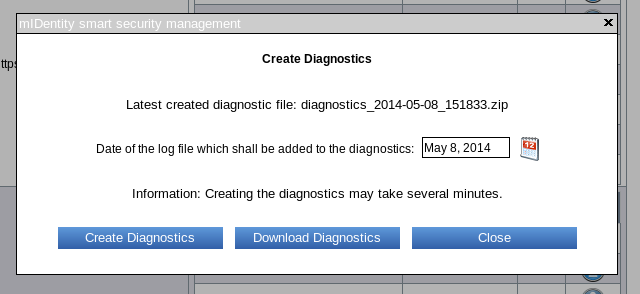 mIDentity smart security management
Create Diagnostics
ttps
Latest created diagnostic file: diagnostics_2014-05-08_151833.zip
Date of the log file which shall be added to the diagnostics: May 8, 2014
12
Information: Creating the diagnostics may take several minutes.
Create Diagnostics Download Diagnostics Close